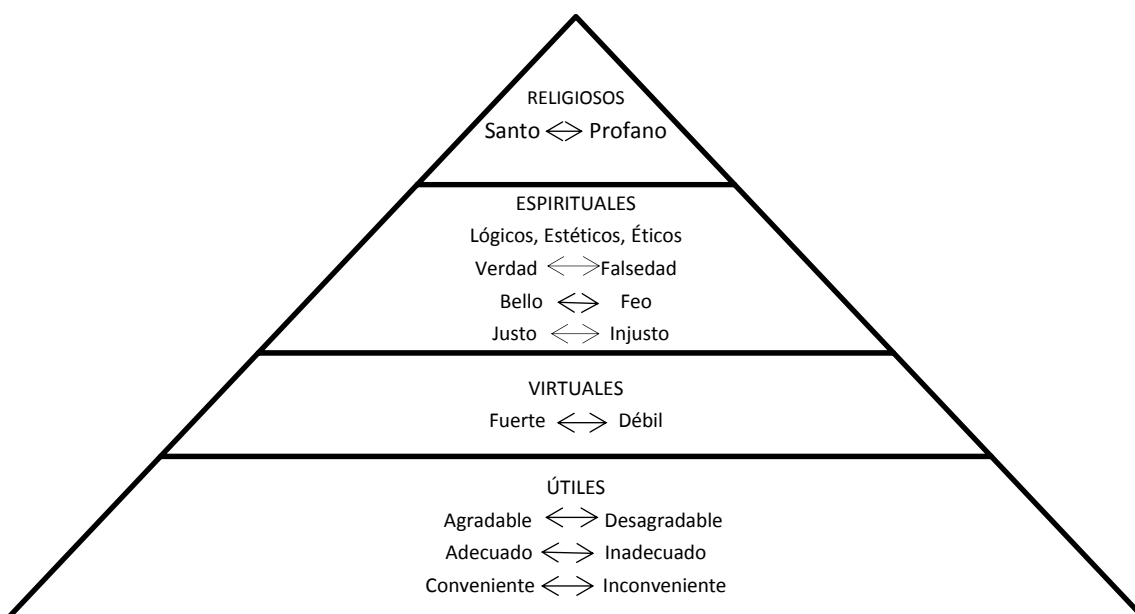 RELIGIOSOS
Santo Profano
ESPIRITUALES
Lógicos, Estéticos, Éticos
Verdad Falsedad
Bello Feo
Justo Injusto
VIRTUALES
Fuerte Débil
ÚTILES
Agradable Desagradable
Adecuado Inadecuado
Conveniente Inconveniente